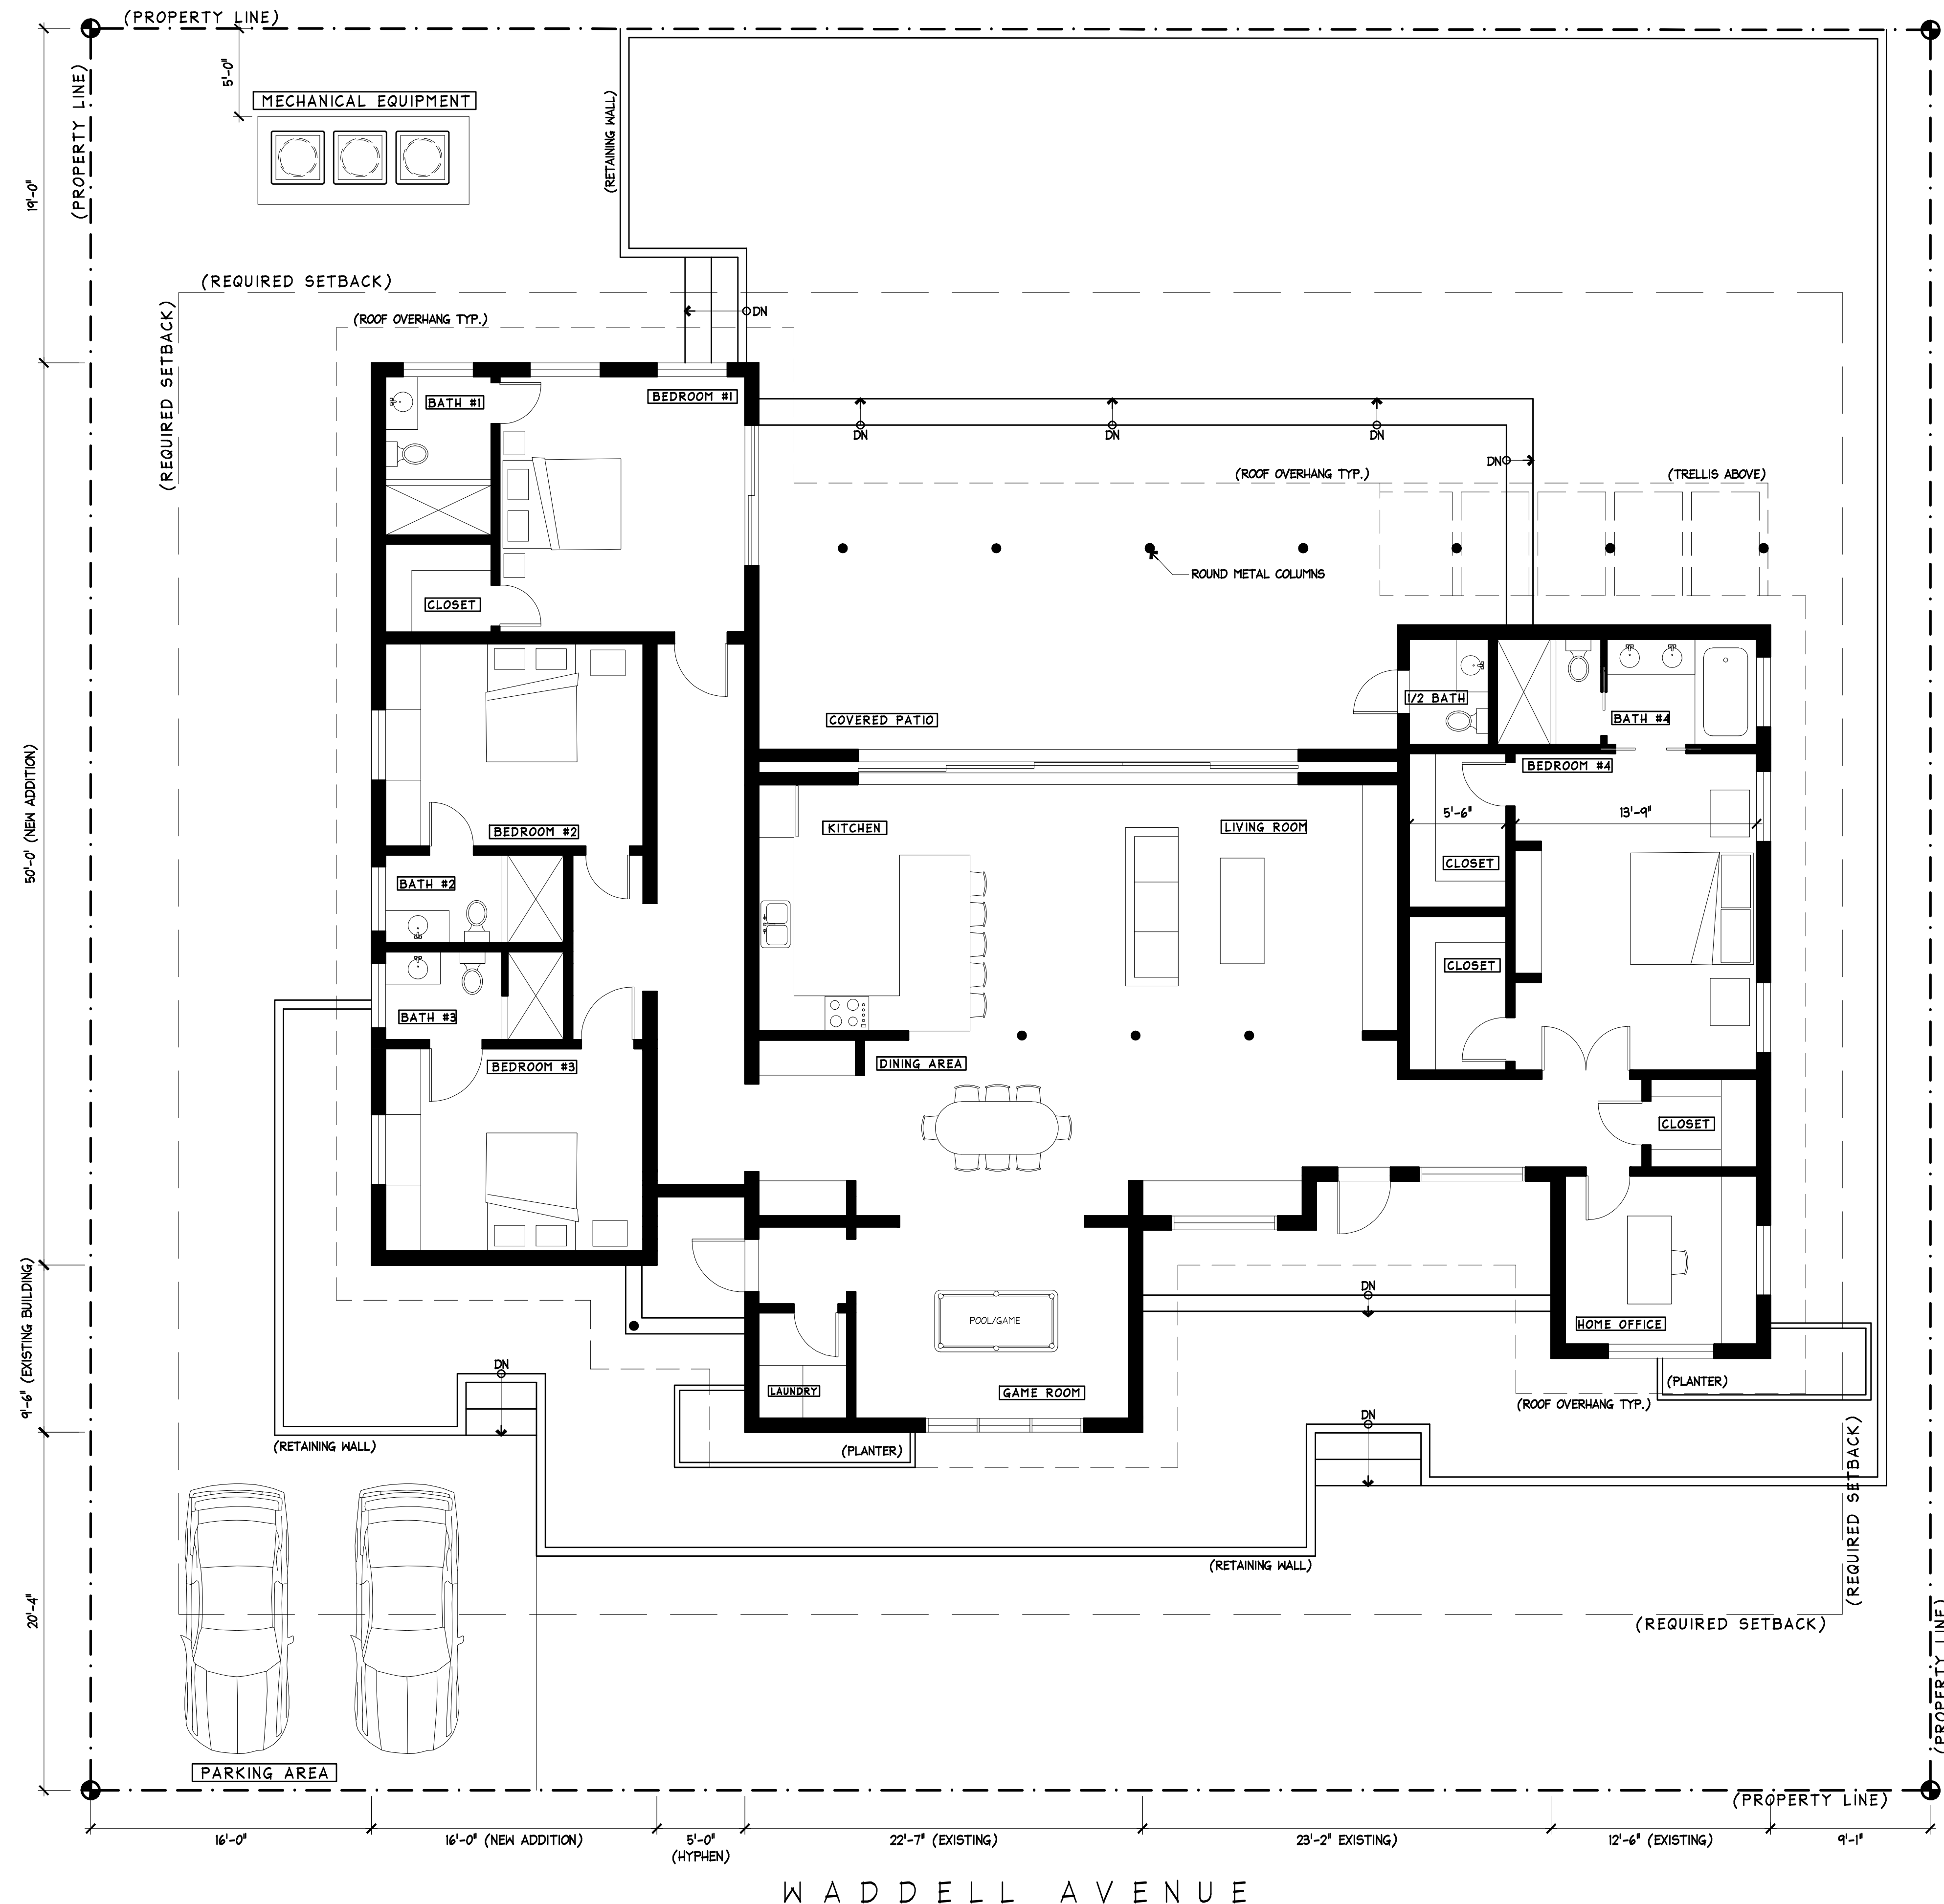 (PROPERTY LINE)
(PROPERTY LINE)
5'-0"
MECHANICAL EQUIPMENT
(RETAINING WALL)
19'-0"
(REQUIRED SETBACK)
(REQUIRED SETBACK)
(ROOF OVERHANG TYP.)
DN
BATH #1
BEDROOM #1
DN
DN
DN
DN
(ROOF OVERHANG TYP.)
(TRELLIS ABOVE)
ROUND METAL COLUMNS
CLOSET
1/2 BATH
BATH #4
COVERED PATIO
BEDROOM #4
50'-0' (NEW ADDITION)
BEDROOM #2
KITCHEN
LIVING ROOM
5'-6"
13'-9"
CLOSET
BATH #2
CLOSET
BATH #3
BEDROOM #3
DINING AREA
CLOSET
9'-6" (EXISTING BUILDING)
DN
POOL/GAME
HOME OFFICE
DN
LAUNDRY
GAME ROOM
(PLANTER)
(ROOF OVERHANG TYP.)
DN
(RETAINING WALL)
(PLANTER)
(REQUIRED SETBACK)
(RETAINING WALL)
20'-4"
(REQUIRED SETBACK)
(PROPERTY LINE)
PARKING AREA
(PROPERTY LINE)
16'-0"
16'-0" (NEW ADDITION)
5'-0"
(HYPHEN)
22'-7" (EXISTING)
23'-2" EXISTING)
12'-6" (EXISTING)
9'-1"
WADDELL AVENUE